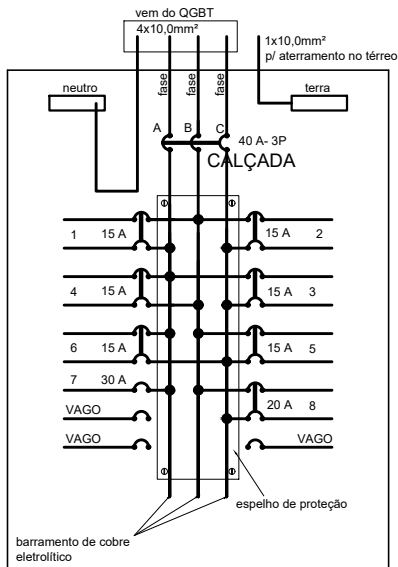 vem do QGBT
4x10,0mm²
1x10,0mm²
p/ aterramento no térreo
neutro
fase
fase
fase
terra
A
B
C
40 A- 3P
CALÇADA
1 15 A
15 A 2
4 15 A
15 A 3
6 15 A
15 A 5
7 30 A
20 A 8
VAGO
VAGO
VAGO
espelho de proteção
barramento de cobre
eletrolítico